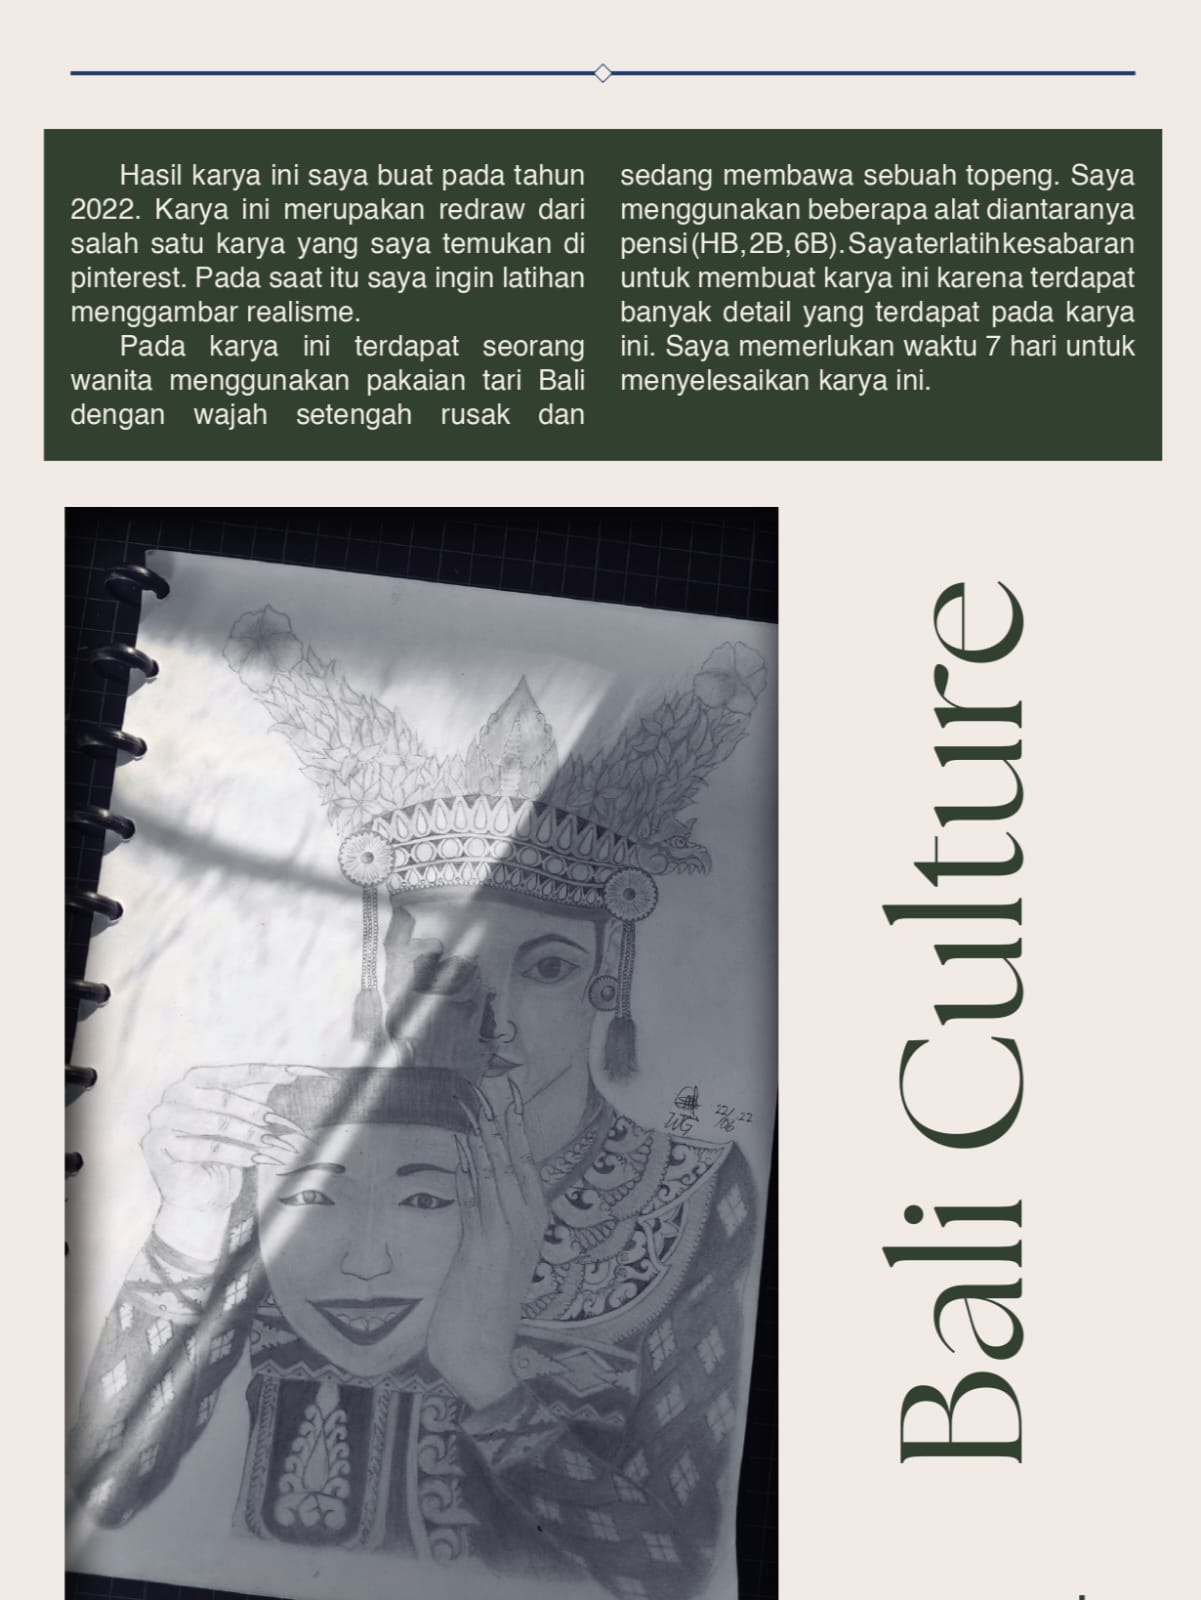 Hasil karya ini saya buat pada tahun
2022. Karya ini merupakan redraw dari
salah satu karya yang saya temukan di
pinterest. Pada saat itu saya ingin latihan
menggambar realisme.
Pada karya ini terdapat seorang
wanita menggunakan pakaian tari Bali
dengan wajah setengah rusak dan
sedang membawa sebuah topeng. Saya
menggunakan beberapa alat diantaranya
pensi (HB, 2B, 6B). Saya terlatih kesabaran
untuk membuat karya ini karena terdapat
banyak detail yang terdapat pada karya
ini. Saya memerlukan waktu 7 hari untuk
menyelesaikan karya ini.
Bali Culture
WG
22/06 22